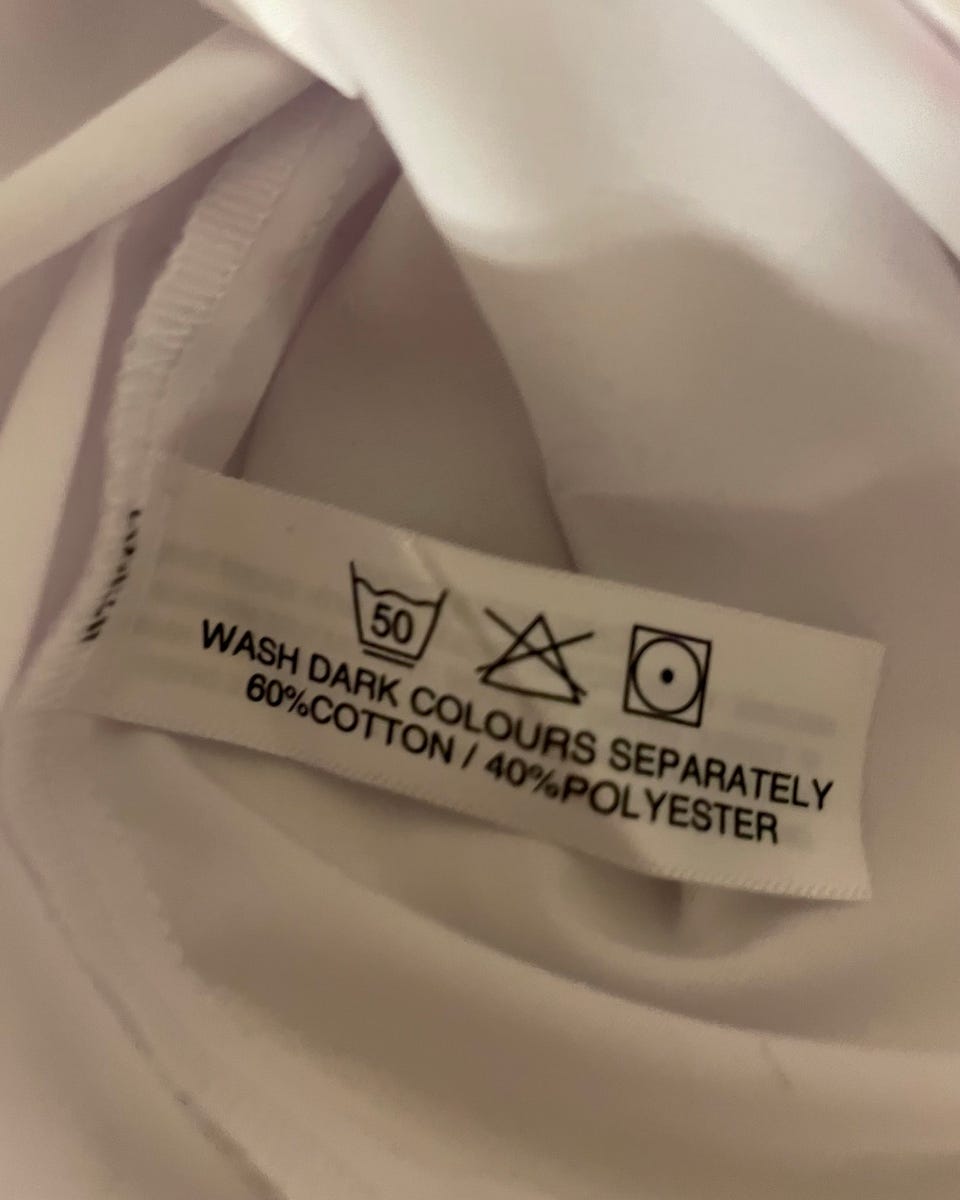 50
WASH DARK COLOURS SEPARATELY
60%COTTON / 40%POLYESTER